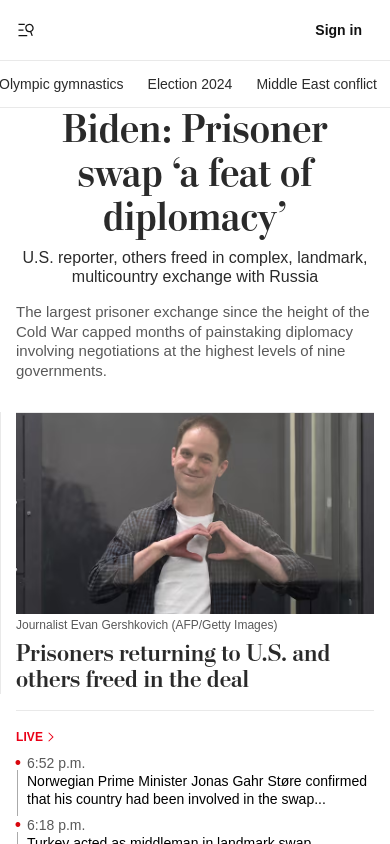 Sign in
Olympic gymnastics Election 2024 Middle East conflict
Biden: Prisoner
swap ‘a feat of
diplomacy’
U.S. reporter, others freed in complex, landmark,
multicountry exchange with Russia
The largest prisoner exchange since the height of the
Cold War capped months of painstaking diplomacy
involving negotiations at the highest levels of nine
governments.
Journalist Evan Gershkovich (AFP/Getty Images)
Prisoners returning to U.S. and
others freed in the deal
LIVE
6:52 p.m.
Norwegian Prime Minister Jonas Gahr Støre confirmed
that his country had been involved in the swap...
6:18 p.m.
Turkey acted as middleman in landmark swap